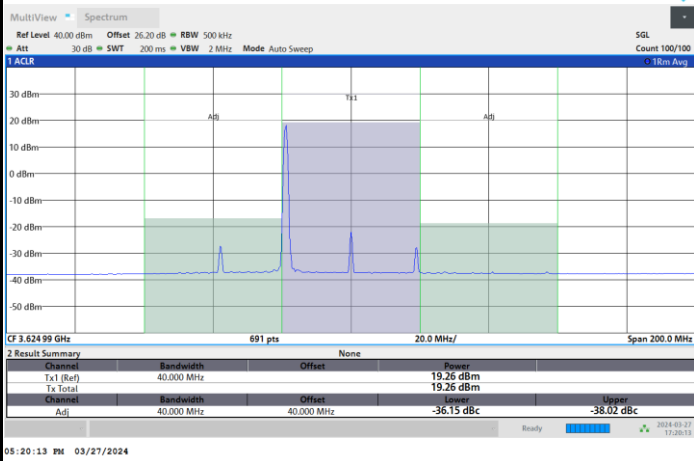 MultiView Spectrum
Ref Level 40.00 dBm Offset 26.20 dB RBW 500 kHz SGL
Att 30 dB SWT 200 ms VBW 2 MHz Mode Auto Sweep Count 100/100
1 ACLR 1Rm Avg
30 dBm
Tx1
20 dBm
Adj Adj
10 dBm
0 dBm
-10 dBm
-20 dBm
-30 dBm
-40 dBm
-50 dBm
CF 3.624 99 GHz 691 pts 20.0 MHz/ Span 200.0 MHz
2 Result Summary None
Channel Bandwidth Offset Power
Tx1 (Ref) 40.000 MHz 19.26 dBm
Tx Total 19.26 dBm
Channel Bandwidth Offset Lower Upper
Adj 40.000 MHz 40.000 MHz -36.15 dBc -38.02 dBc
Ready 2024-03-27
17:20:13
05:20:13 PM 03/27/2024